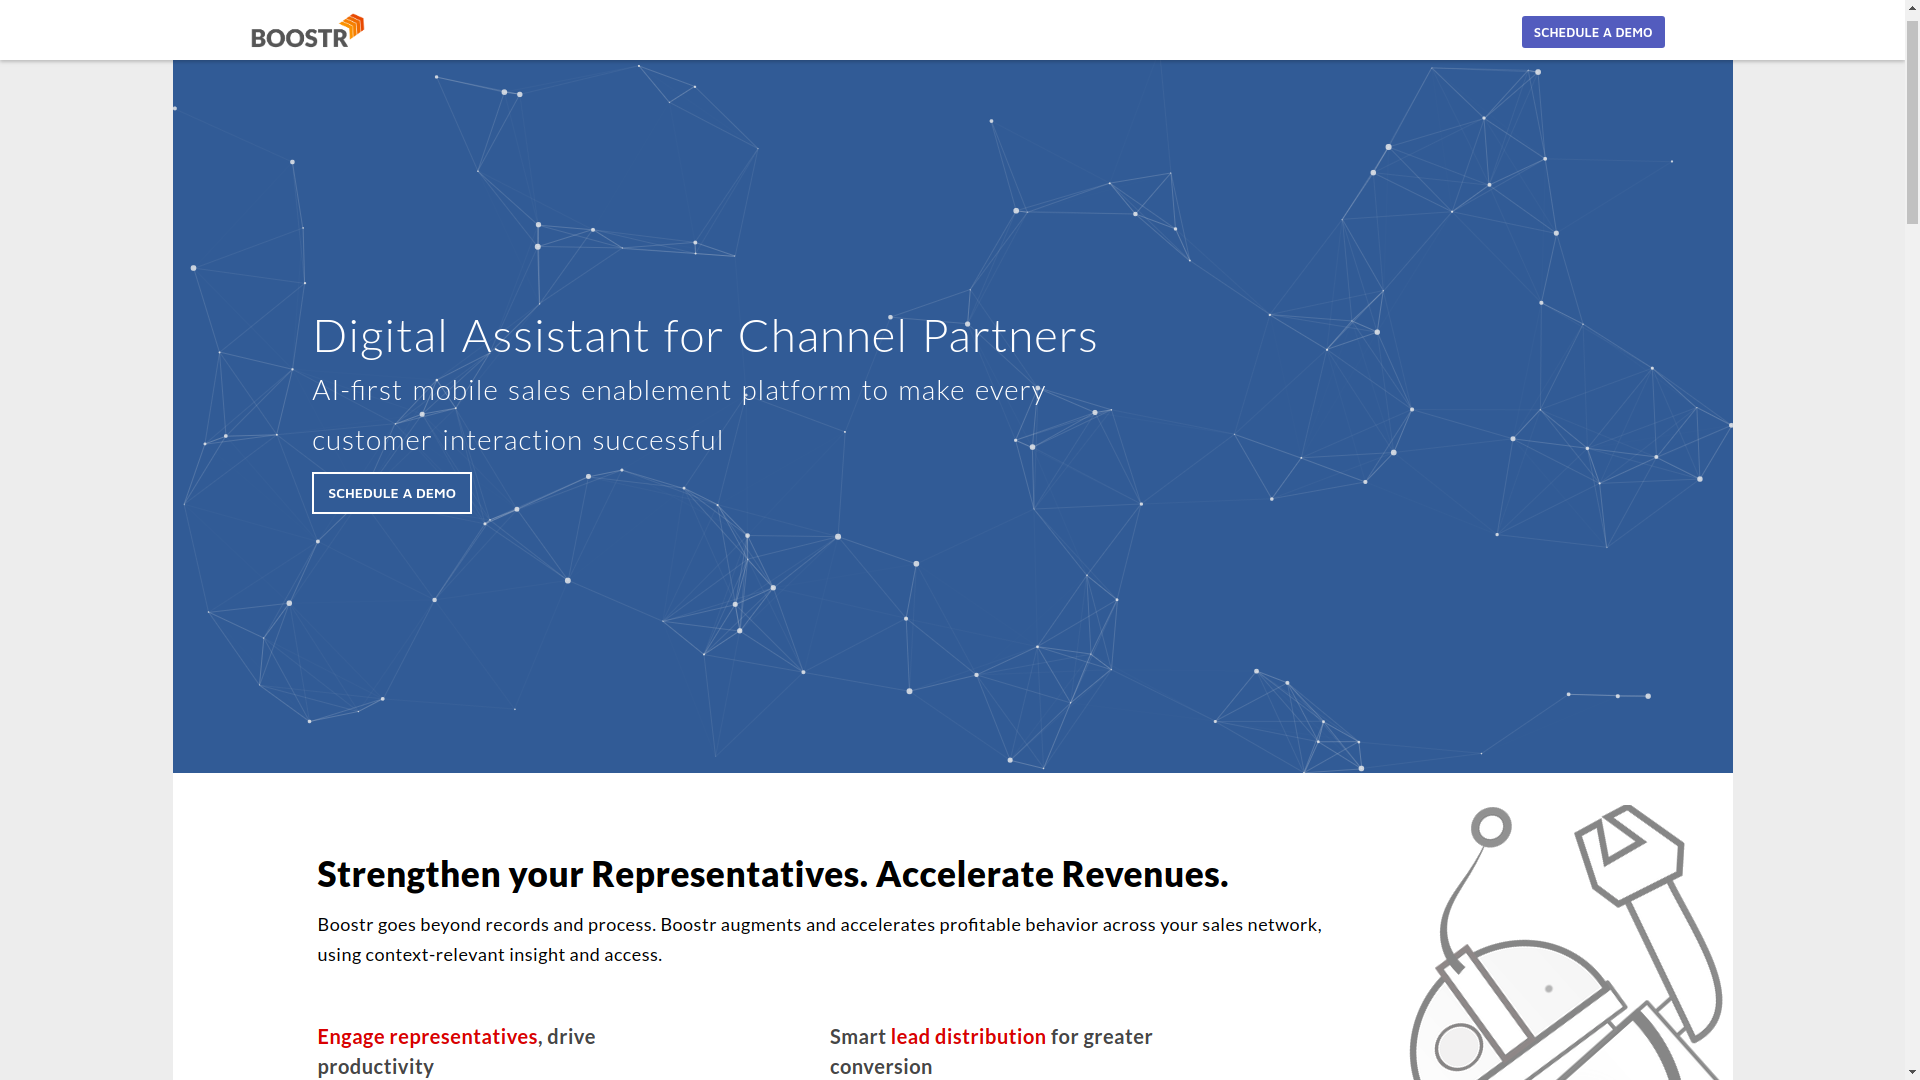 BOOSTR
SCHEDULE A DEMO
Digital Assistant for Channel Partners
AI-first mobile sales enablement platform to make every
customer interaction successful
SCHEDULE A DEMO
Strengthen your Representatives. Accelerate Revenues.
Boostr goes beyond records and process. Boostr augments and accelerates profitable behavior across your sales network,
using context-relevant insight and access.
Engage representatives, drive
productivity
Smart lead distribution for greater
conversion